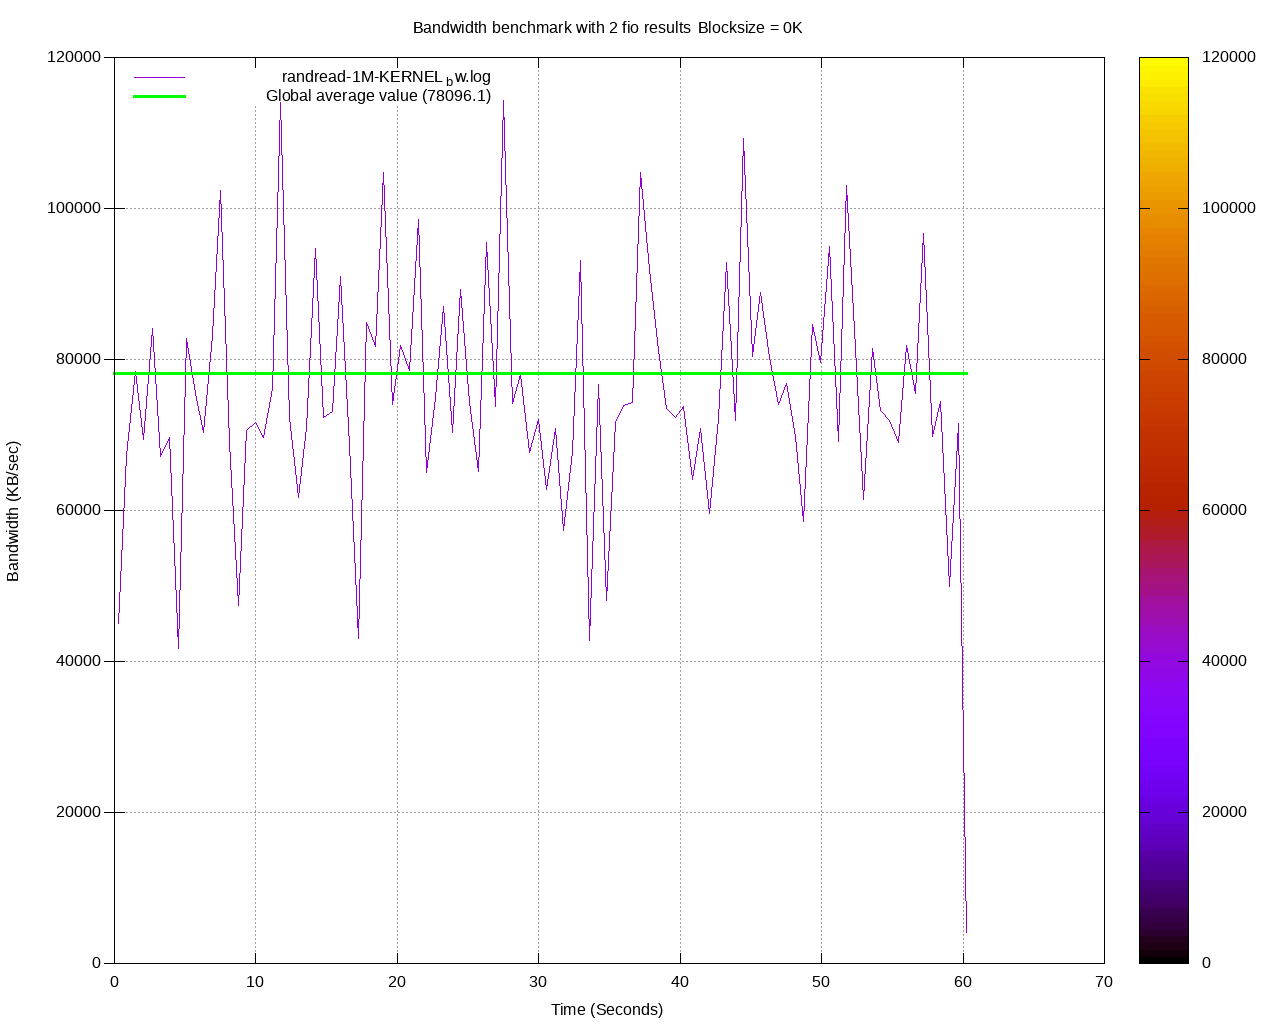 Bandwidth benchmark with 2 fio results Blocksize = 0K
randread-1M-KERNEL_bw.log
Global average value (78096.1)
120000
100000
80000
60000
40000
20000
0
Bandwidth (KB/sec)
0 10 20 30 40 50 60 70
Time (Seconds)
120000
100000
80000
60000
40000
20000
0